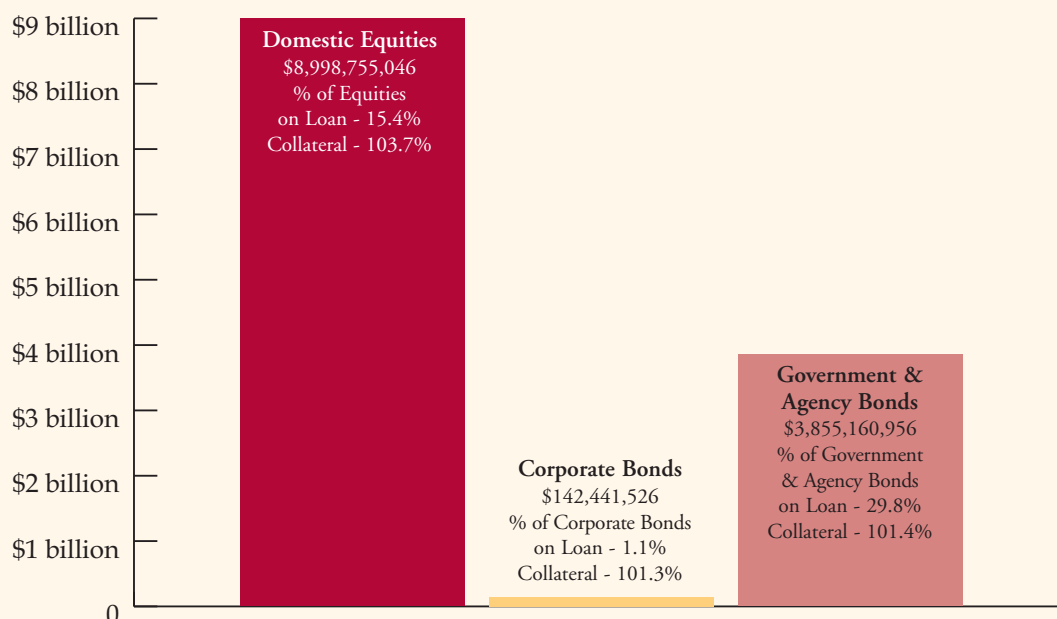 $9 billion
$8 billion
$7 billion
$6 billion
$5 billion
$4 billion
$3 billion
$2 billion
$1 billion
0
Domestic Equities
$8,998,755,046
% of Equities
on Loan - 15.4%
Collateral - 103.7%
Corporate Bonds
$142,441,526
% of Corporate Bonds
on Loan - 1.1%
Collateral - 101.3%
Government &
Agency Bonds
$3,855,160,956
% of Government
& Agency Bonds
on Loan - 29.8%
Collateral - 101.4%